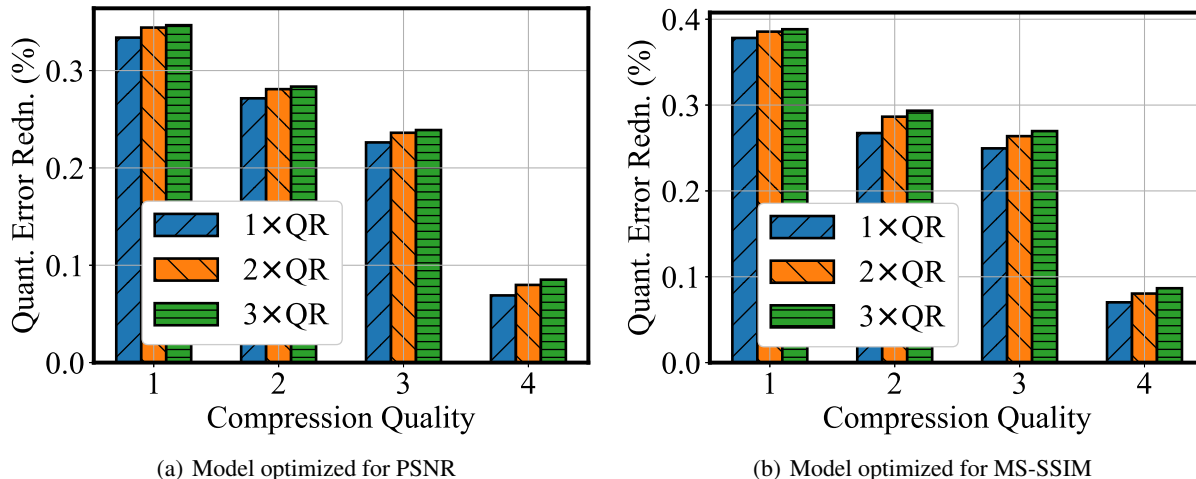 Quant. Error Redn. (%)
0.3
0.2
0.1
0.0
1×QR
2×QR
3×QR
1 2 3 4
Compression Quality
(a) Model optimized for PSNR
Quant. Error Redn. (%)
0.4
0.3
0.2
0.1
0.0
1×QR
2×QR
3×QR
1 2 3 4
Compression Quality
(b) Model optimized for MS-SSIM